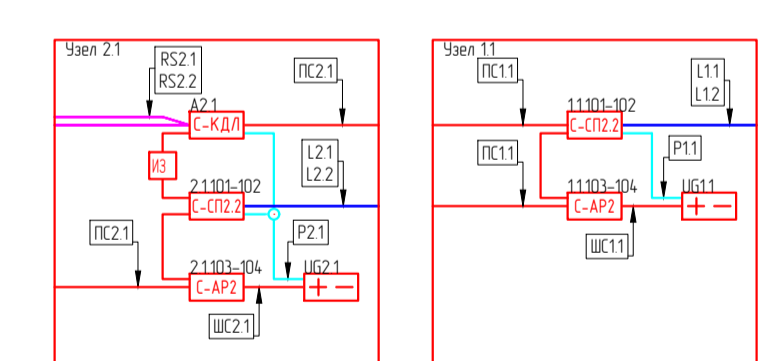 Узел 2.1
RS2.1
RS2.2
ПС2.1
A2.1
С-КДЛ
ИЗ
L2.1
L2.2
2.1.101-102
С-СП2.2
ПС2.1
P2.1
2.1.103-104
С-АР2
UG2.1
+ −
ШС2.1
Узел 1.1
ПС1.1
L1.1
L1.2
1.1.101-102
С-СП2.2
ПС1.1
P1.1
1.1.103-104
С-АР2
UG1.1
+ −
ШС1.1